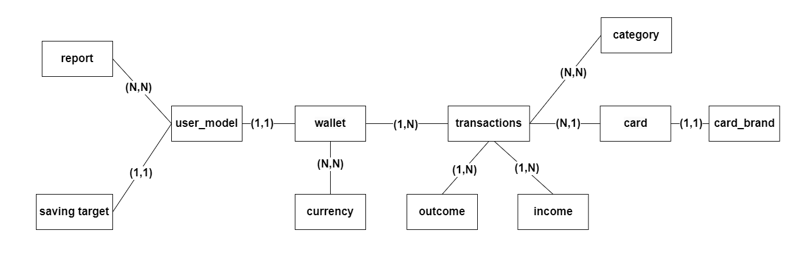 category
report
(N,N)
(N,N)
user_model
(1,1)
wallet
(1,N)
transactions
(N,1)
card
(1,1)
card_brand
(N,N)
(1,1)
(1,N)
(1,N)
saving target
currency
outcome
income